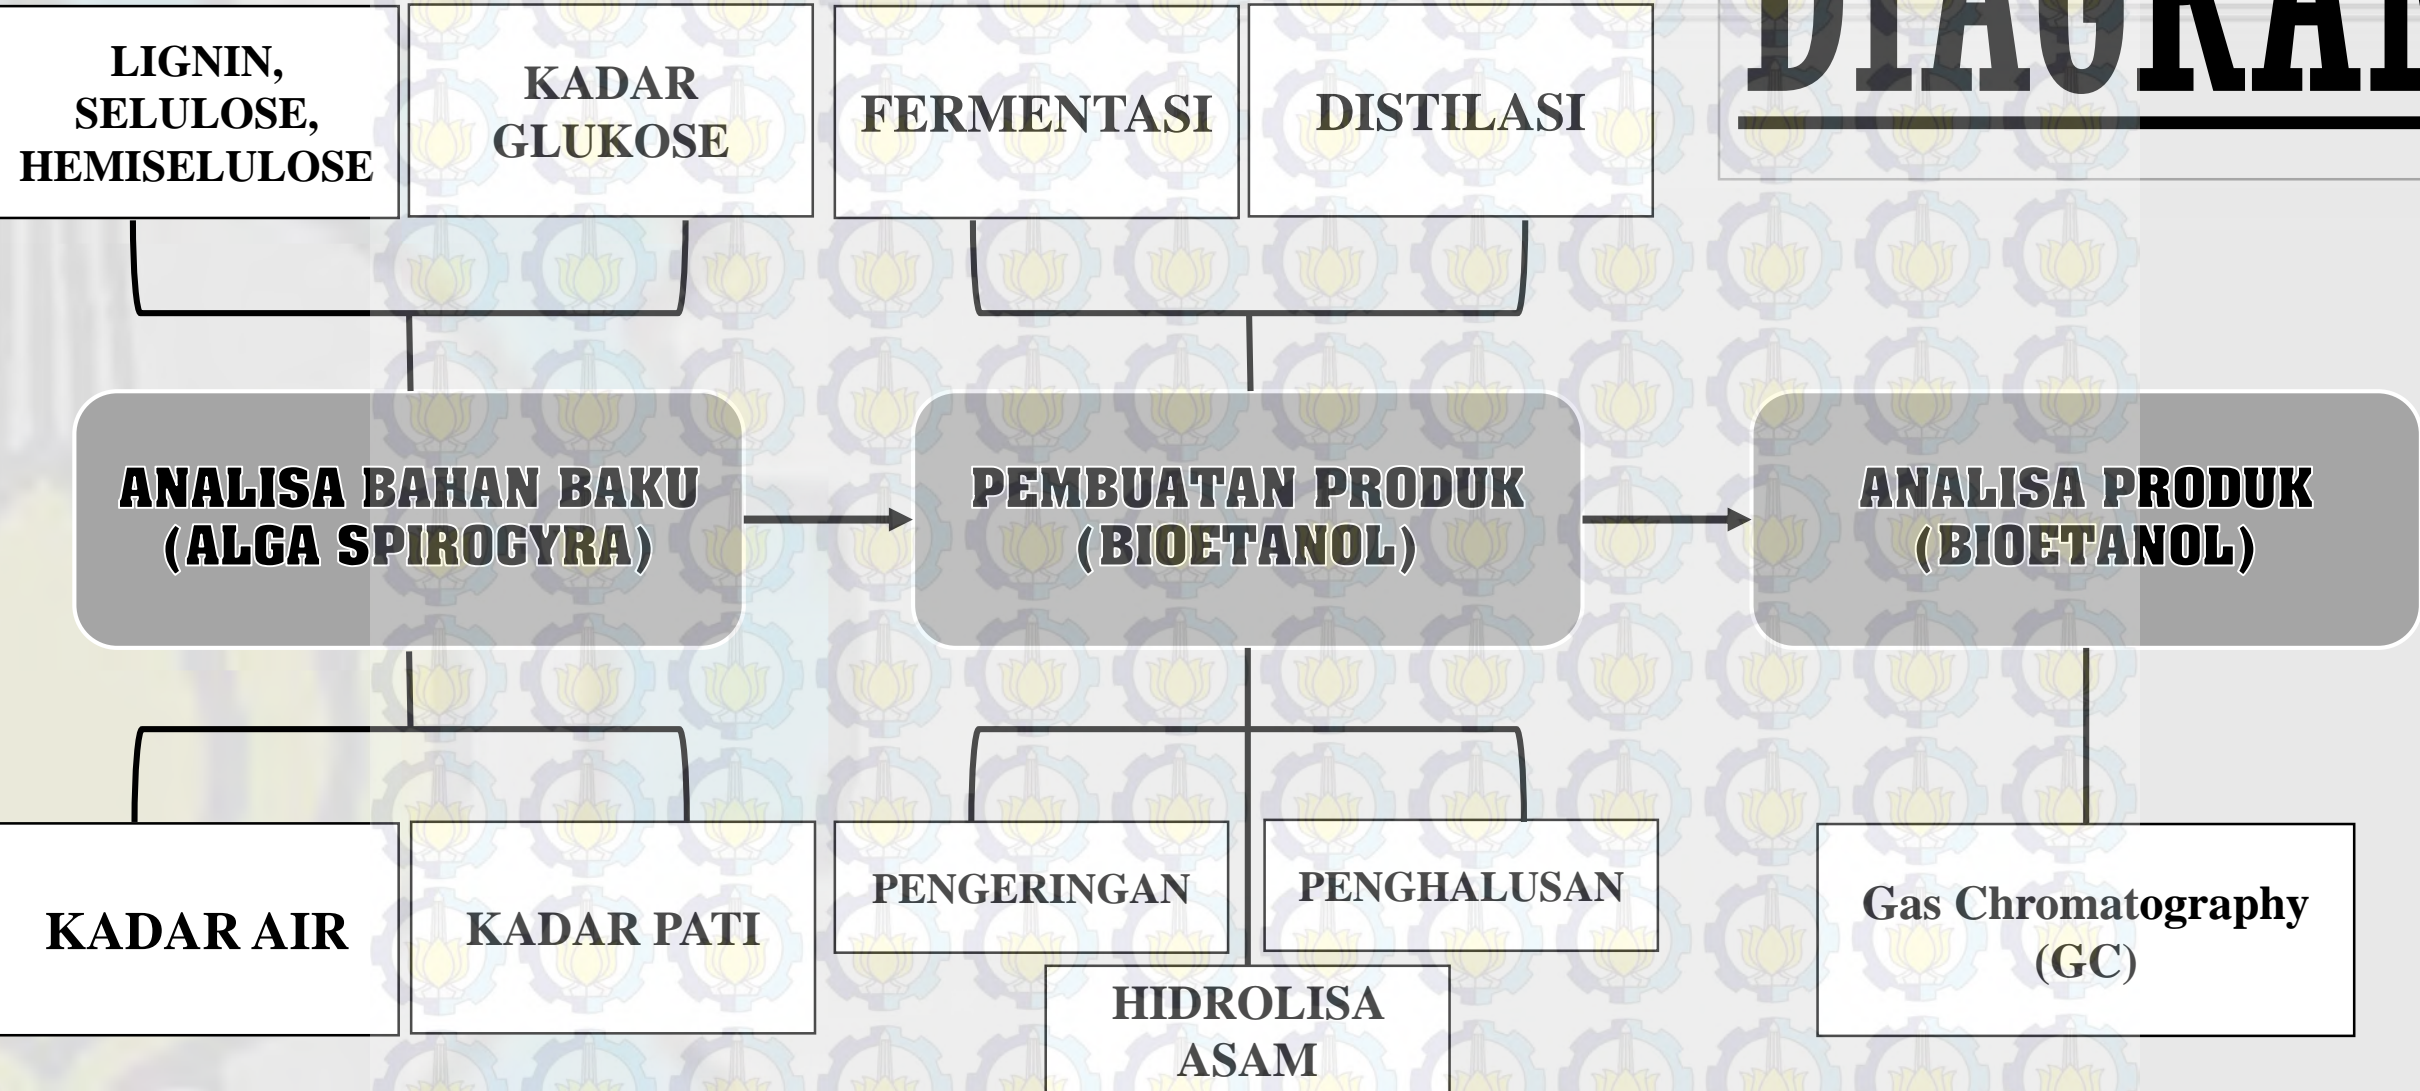 DIAGRAM
LIGNIN,
SELULOSE,
HEMISELULOSE
KADAR
GLUKOSE
FERMENTASI
DISTILASI
ANALISA BAHAN BAKU
(ALGA SPIROGYRA)
PEMBUATAN PRODUK
(BIOETANOL)
ANALISA PRODUK
(BIOETANOL)
KADAR AIR
KADAR PATI
PENGERINGAN
PENGHALUSAN
HIDROLISA
ASAM
Gas Chromatography
(GC)